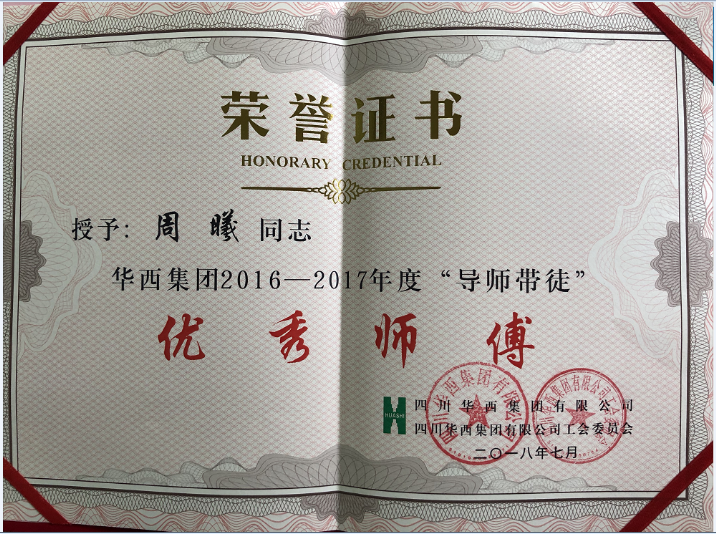 荣誉证书
HONORARY CREDENTIAL
授予：周曦同志
华西集团2016—2017年度“导师带徒”
优秀师傅
HUASHI
四川华西集团有限公司
四川华西集团有限公司工会委员会
二〇一八年七月